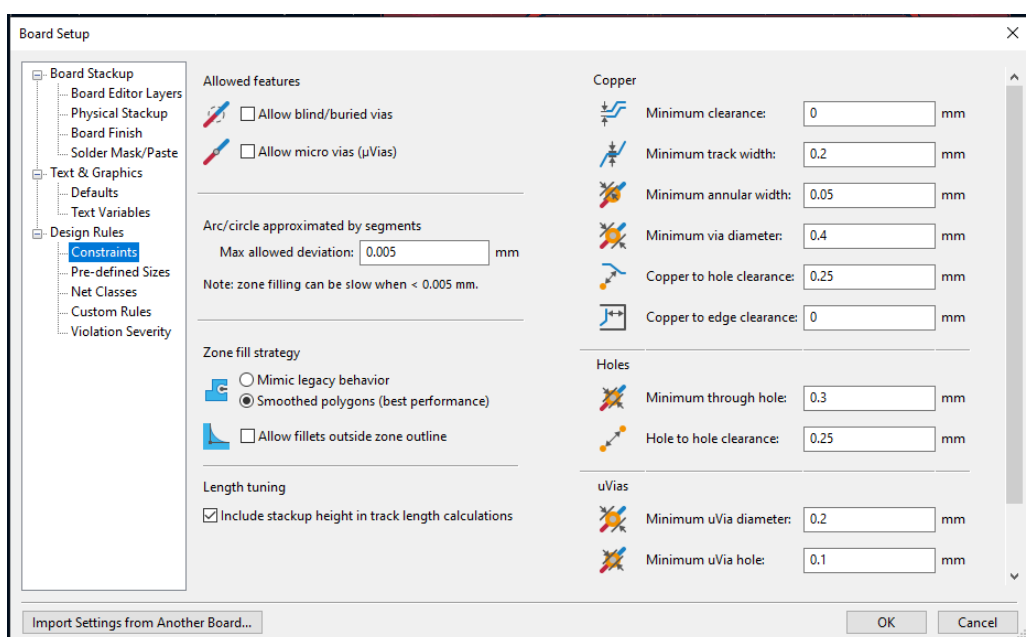 Board Setup
Board Stackup
Board Editor Layers
Physical Stackup
Board Finish
Solder Mask/Paste
Text & Graphics
Defaults
Text Variables
Design Rules
Constraints
Pre-defined Sizes
Net Classes
Custom Rules
Violation Severity
Allowed features
Allow blind/buried vias
Allow micro vias (µVias)
Arc/circle approximated by segments
Max allowed deviation: 0.005 mm
Note: zone filling can be slow when < 0.005 mm.
Zone fill strategy
Mimic legacy behavior
Smoothed polygons (best performance)
Allow fillets outside zone outline
Length tuning
Include stackup height in track length calculations
Copper
Minimum clearance: 0 mm
Minimum track width: 0.2 mm
Minimum annular width: 0.05 mm
Minimum via diameter: 0.4 mm
Copper to hole clearance: 0.25 mm
Copper to edge clearance: 0 mm
Holes
Minimum through hole: 0.3 mm
Hole to hole clearance: 0.25 mm
uVias
Minimum uVia diameter: 0.2 mm
Minimum uVia hole: 0.1 mm
Import Settings from Another Board...
OK
Cancel